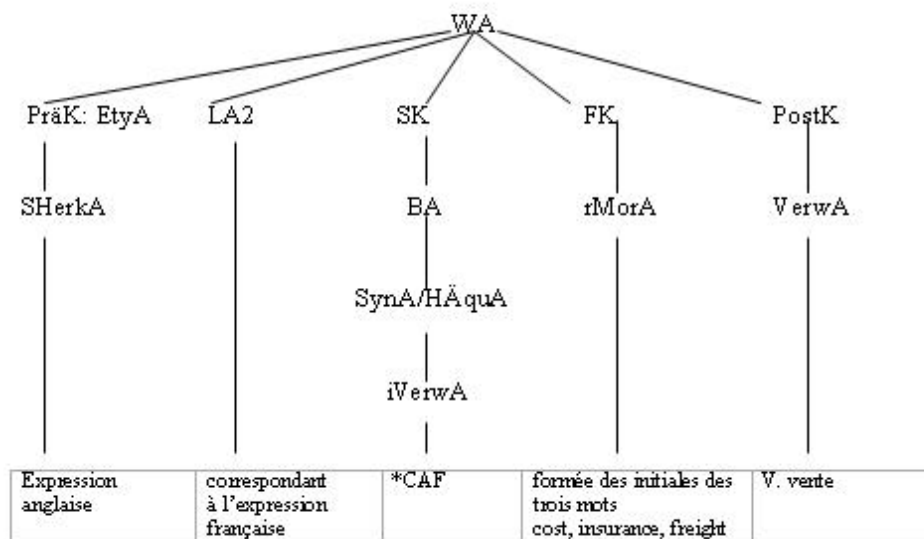 WA
PräK: EtyA LA2 SK FK PostK
SHerkA BA rMorA VerwA
SynA/HÄquA
iVerwA
Expression
anglaise
correspondant
à l'expression
française
*CAF
formée des initiales des
trois mots
cost, insurance, freight
V. vente